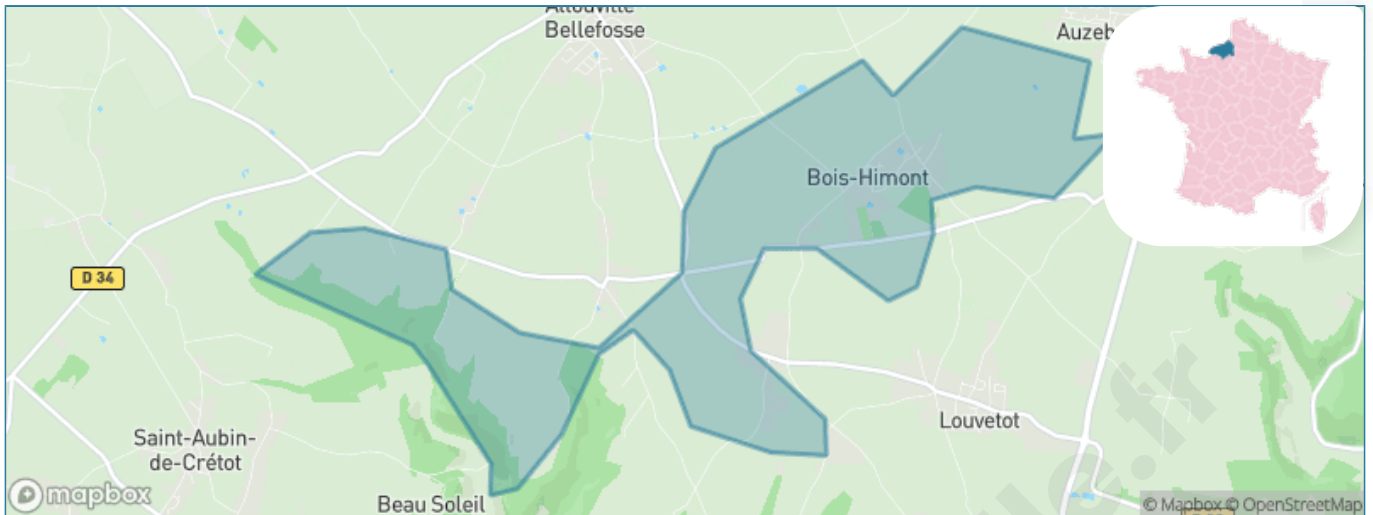 Allouville
Bellefosse
Auzeb
Bois-Himont
D 34
Louvetot
Saint-Aubin-
de-Crétot
Beau Soleil
mapbox
© Mapbox © OpenStreetMap